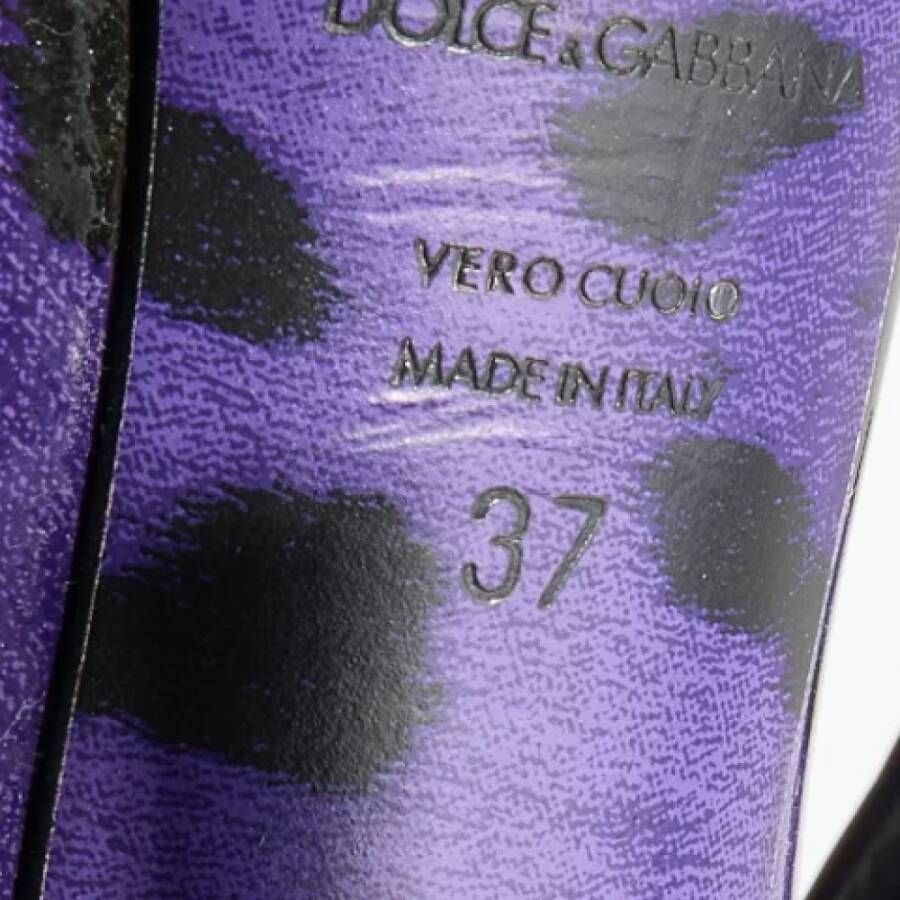 DOLCE & GABBANA
VERO CUOIO
MADE IN ITALY
37